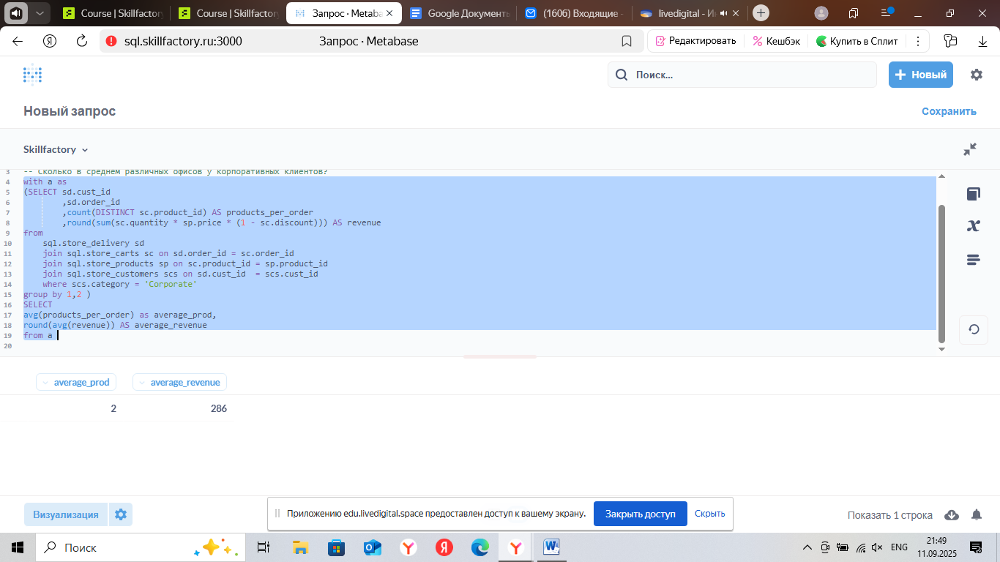 Course | Skillfactory
Course | Skillfactory
Запрос · Metaba
Google Документы
(1606) Входящие -
livedigital - И
sql.skillfactory.ru:3000
Запрос · Metabase
Редактировать
Кешбэк
Купить в Сплит
Поиск...
+ Новый
Новый запрос
Сохранить
Skillfactory
3 -- Сколько в среднем различных офисов у корпоративных клиентов?
4 with a as
5 (SELECT sd.cust_id
6 ,sd.order_id
7 ,count(DISTINCT sc.product_id) AS products_per_order
8 ,round(sum(sc.quantity * sp.price * (1 - sc.discount))) AS revenue
9 from
10 sql.store_delivery sd
11 join sql.store_carts sc on sd.order_id = sc.order_id
12 join sql.store_products sp on sc.product_id = sp.product_id
13 join sql.store_customers scs on sd.cust_id  = scs.cust_id
14 where scs.category = 'Corporate'
15 group by 1,2 )
16 SELECT
17 avg(products_per_order) as average_prod,
18 round(avg(revenue)) AS average_revenue
19 from a
20
average_prod average_revenue
2 286
Визуализация
Приложению edu.livedigital.space предоставлен доступ к вашему экрану.
Закрыть доступ
Скрыть
Показать 1 строка
Поиск
ENG
21:49
11.09.2025